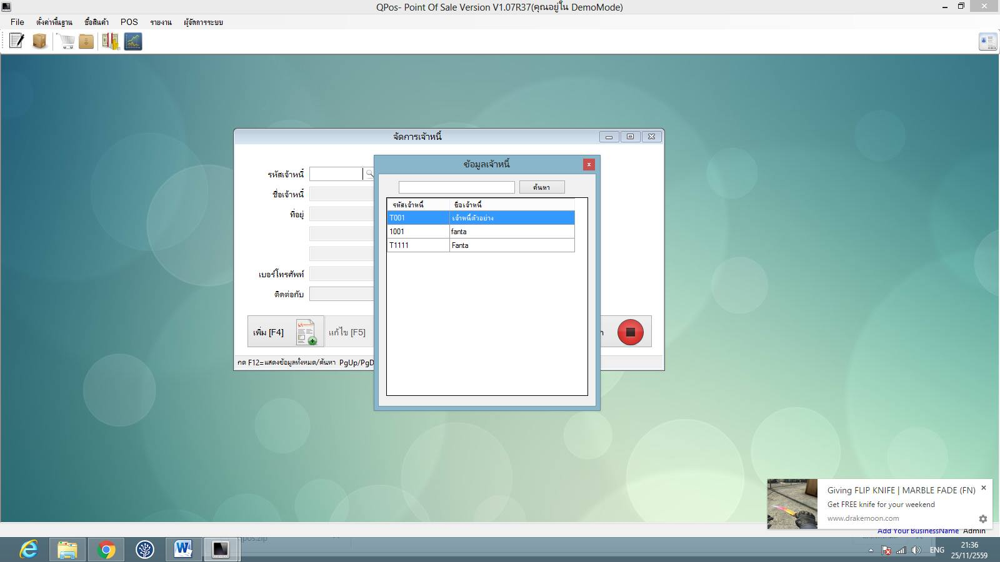 QPos- Point Of Sale Version V1.07R37(คุณอยู่ใน DemoMode)
File ตั้งค่าพื้นฐาน ซื้อสินค้า POS รายงาน ผู้จัดการระบบ
จัดการเจ้าหนี้
รหัสเจ้าหนี้
ชื่อเจ้าหนี้
ที่อยู่
เบอร์โทรศัพท์
ติดต่อกับ
เพิ่ม [F4]
แก้ไข [F5]
กด F12=แสดงข้อมูลทั้งหมด/ค้นหา PgUp/PgD
ข้อมูลเจ้าหนี้
ค้นหา
รหัสเจ้าหนี้ ชื่อเจ้าหนี้
T001 เจ้าหนี้ตัวอย่าง
1001 fanta
T1111 Fanta
Giving FLIP KNIFE | MARBLE FADE (FN)
Get FREE knife for your weekend
www.drakemoon.com
Add Your BusinessName Admin
pos.zip
ENG
21:36
25/11/2559